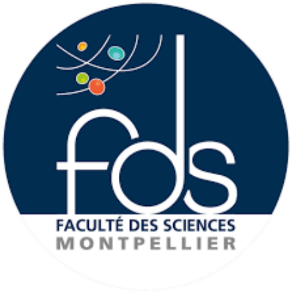 fds
FACULTÉ DES SCIENCES
MONTPELLIER